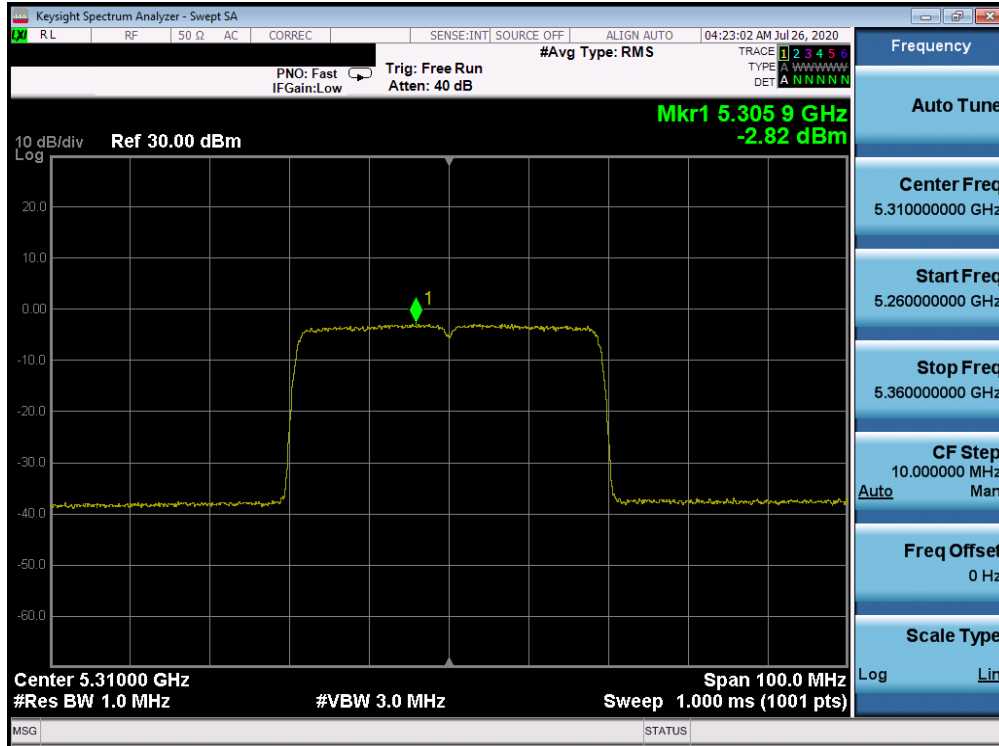 Keysight Spectrum Analyzer - Swept SA
LXI RL RF 50 Ω AC CORREC SENSE:INT SOURCE OFF ALIGN AUTO 04:23:02 AM Jul 26, 2020
#Avg Type: RMS
TRACE 1 2 3 4 5 6
PNO: Fast Trig: Free Run
TYPE A WWWWW
IFGain:Low Atten: 40 dB
DET A N N N N N
Mkr1 5.305 9 GHz
-2.82 dBm
10 dB/div Ref 30.00 dBm
Log
20.0
10.0
1
0.00
-10.0
-20.0
-30.0
-40.0
-50.0
-60.0
Center 5.31000 GHz Span 100.0 MHz
#Res BW 1.0 MHz #VBW 3.0 MHz Sweep 1.000 ms (1001 pts)
MSG STATUS
Frequency
Auto Tune
Center Freq
5.310000000 GHz
Start Freq
5.260000000 GHz
Stop Freq
5.360000000 GHz
CF Step
10.000000 MHz
Auto Man
Freq Offset
0 Hz
Scale Type
Log Lin